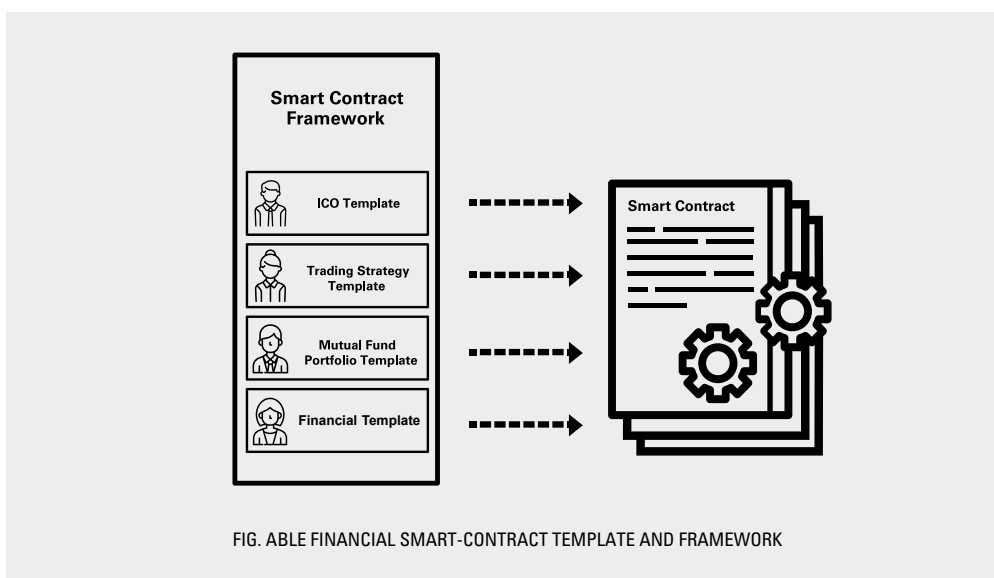 Smart Contract
Framework
ICO Template
Trading Strategy
Template
Mutual Fund
Portfolio Template
Financial Template
Smart Contract
FIG. ABLE FINANCIAL SMART-CONTRACT TEMPLATE AND FRAMEWORK